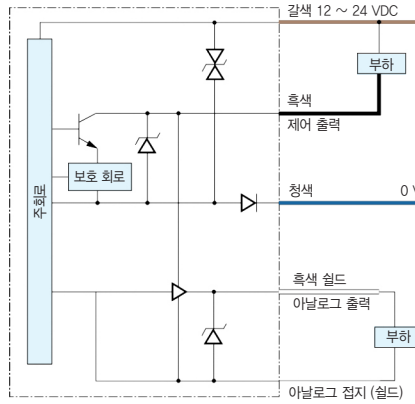 갈색 12 ~ 24 VDC
부하
흑색
제어 출력
보호 회로
주회로
청색 0 V
흑색 쉴드
아날로그 출력
부하
아날로그 접지 (쉴드)